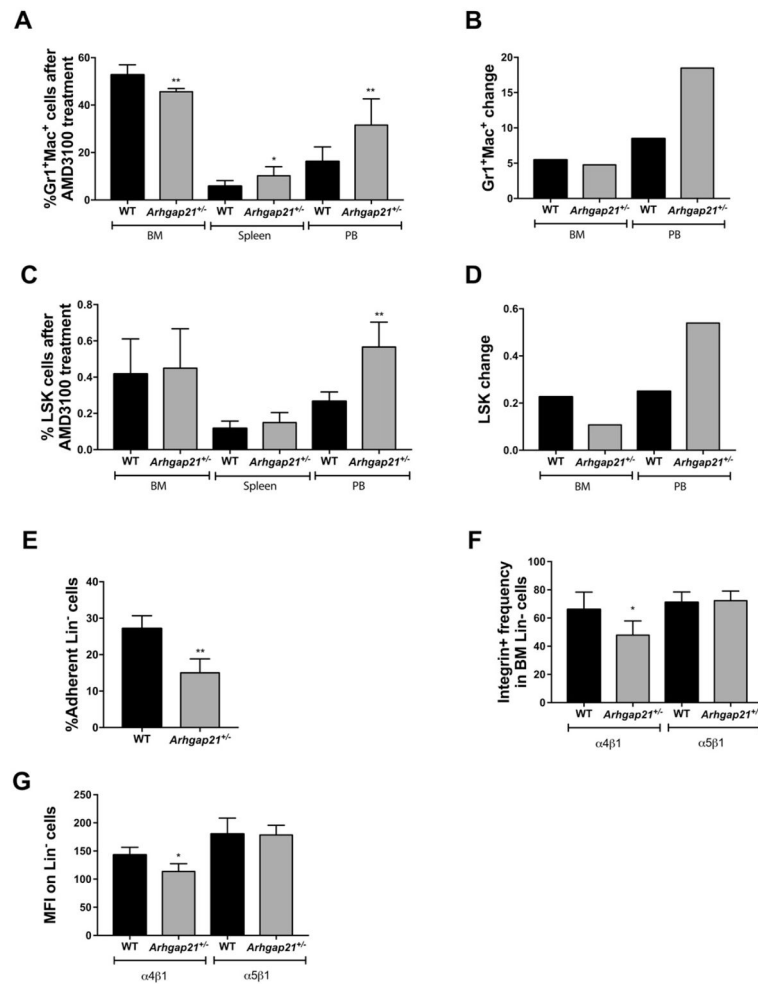 A
%Gr1⁺Mac⁺ cells after
AMD3100 treatment
60
40
20
0
**
*
**
WT
Arhgap21⁺/⁻
WT
Arhgap21⁺/⁻
WT
Arhgap21⁺/⁻
BM
Spleen
PB
B
Gr1⁺Mac⁺ change
20
15
10
5
0
WT
Arhgap21⁺/⁻
WT
Arhgap21⁺/⁻
BM
PB
C
% LSK cells after
AMD3100 treatment
0.8
0.6
0.4
0.2
0.0
**
WT
Arhgap21⁺/⁻
WT
Arhgap21⁺/⁻
WT
Arhgap21⁺/⁻
BM
Spleen
PB
D
LSK change
0.6
0.4
0.2
0.0
WT
Arhgap21⁺/⁻
WT
Arhgap21⁺/⁻
BM
PB
E
%Adherent Lin⁻ cells
40
30
20
10
0
**
WT
Arhgap21⁺/⁻
F
Integrin+ frequency
in BM Lin- cells
100
80
60
40
20
0
*
WT
Arhgap21⁺/⁻
WT
Arhgap21⁺/⁻
α4β1
α5β1
G
MFI on Lin⁻ cells
250
200
150
100
50
0
*
WT
Arhgap21⁺/⁻
WT
Arhgap21⁺/⁻
α4β1
α5β1